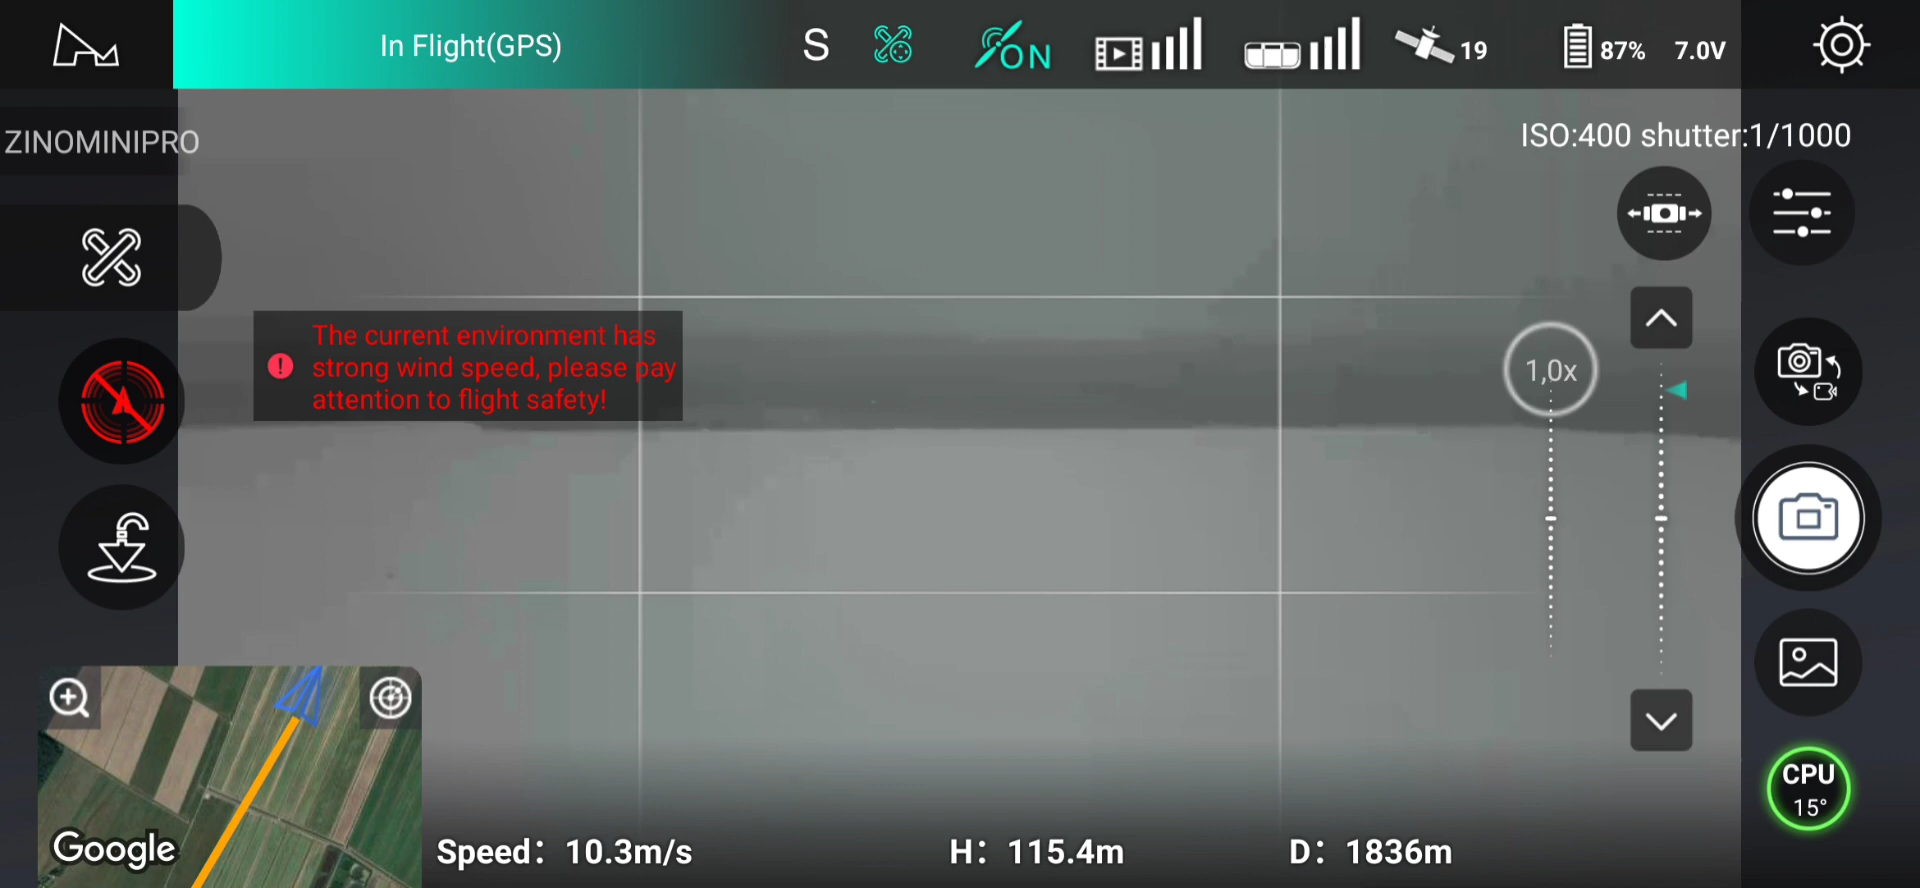 In Flight(GPS)
S
ON
19
87%
7.0V
ZINOMINIPRO
ISO:400 shutter:1/1000
The current environment has
strong wind speed, please pay
attention to flight safety!
1,0x
CPU
15°
Google
Speed: 10.3m/s
H: 115.4m
D: 1836m